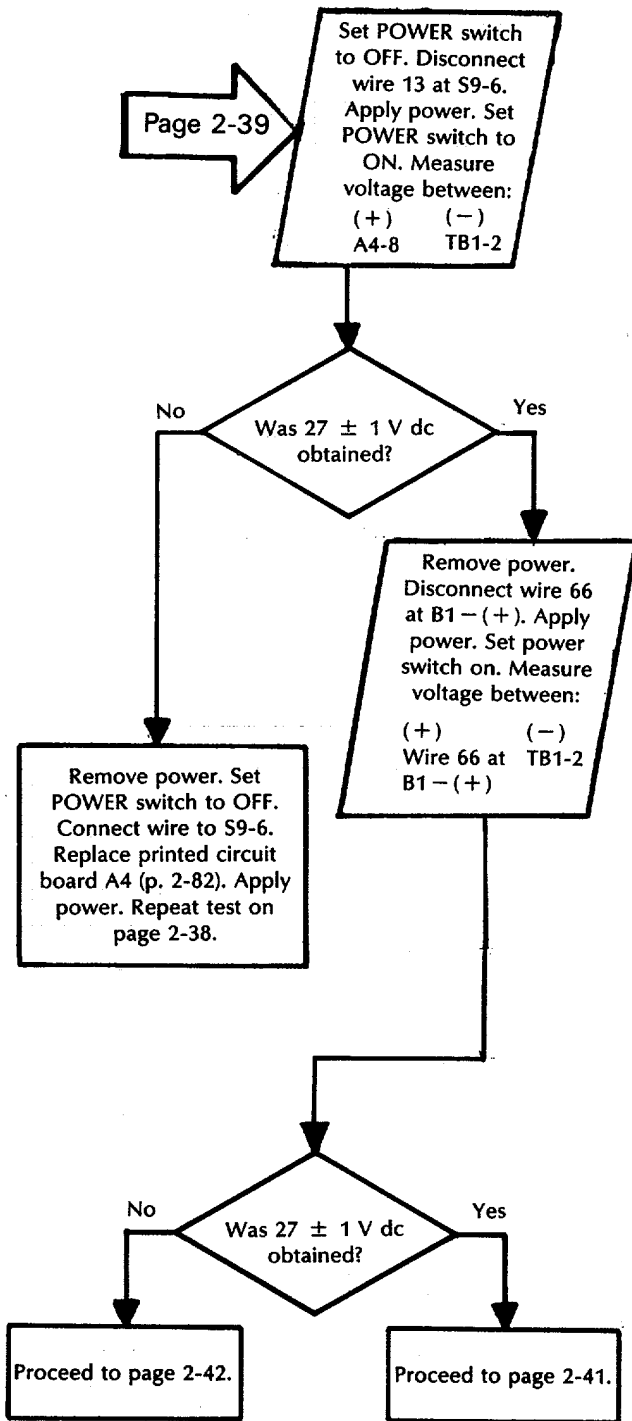 Page 2-39
Set POWER switch
to OFF. Disconnect
wire 13 at S9-6.
Apply power. Set
POWER switch to
ON. Measure
voltage between:
(+) (−)
A4-8 TB1-2
No
Yes
Was 27 ± 1 V dc
obtained?
Remove power.
Disconnect wire 66
at B1−(+). Apply
power. Set power
switch on. Measure
voltage between:
(+) (−)
Wire 66 at TB1-2
B1−(+)
Remove power. Set
POWER switch to OFF.
Connect wire to S9-6.
Replace printed circuit
board A4 (p. 2-82). Apply
power. Repeat test on
page 2-38.
No
Yes
Was 27 ± 1 V dc
obtained?
Proceed to page 2-42.
Proceed to page 2-41.